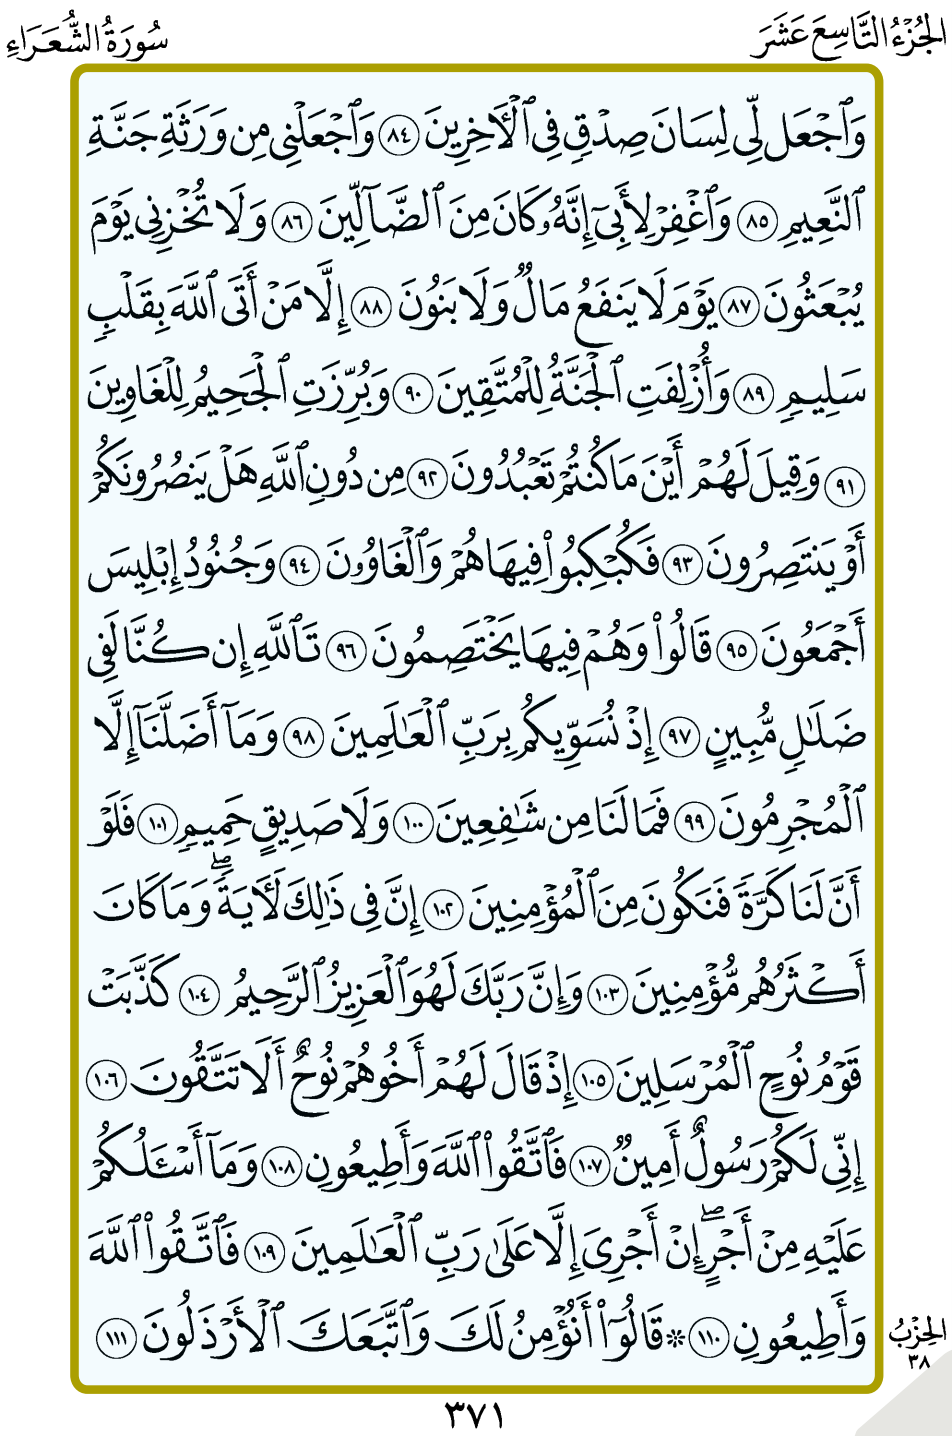 الجُزْءُ التَّاسِعَ عَشَرَ
سُورَةُ الشُّعَرَاءِ
وَٱجْعَل لِّي لِسَانَ صِدْقٖ فِي ٱلْأٓخِرِينَ ٨٤ وَٱجْعَلْنِي مِن وَرَثَةِ جَنَّةِ
ٱلنَّعِيمِ ٨٥ وَٱغْفِرْ لِأَبِيٓ إِنَّهُۥ كَانَ مِنَ ٱلضَّآلِّينَ ٨٦ وَلَا تُخْزِنِي يَوْمَ
يُبْعَثُونَ ٨٧ يَوْمَ لَا يَنفَعُ مَالٞ وَلَا بَنُونَ ٨٨ إِلَّا مَنْ أَتَى ٱللَّهَ بِقَلْبٖ
سَلِيمٖ ٨٩ وَأُزْلِفَتِ ٱلْجَنَّةُ لِلْمُتَّقِينَ ٩٠ وَبُرِّزَتِ ٱلْجَحِيمُ لِلْغَاوِينَ
٩١ وَقِيلَ لَهُمْ أَيْنَ مَا كُنتُمْ تَعْبُدُونَ ٩٢ مِن دُونِ ٱللَّهِ هَلْ يَنصُرُونَكُمْ
أَوْ يَنتَصِرُونَ ٩٣ فَكُبْكِبُوا۟ فِيهَا هُمْ وَٱلْغَاوُۥنَ ٩٤ وَجُنُودُ إِبْلِيسَ
أَجْمَعُونَ ٩٥ قَالُوا۟ وَهُمْ فِيهَا يَخْتَصِمُونَ ٩٦ تَٱللَّهِ إِن كُنَّا لَفِي
ضَلَٰلٖ مُّبِينٍ ٩٧ إِذْ نُسَوِّيكُم بِرَبِّ ٱلْعَٰلَمِينَ ٩٨ وَمَآ أَضَلَّنَآ إِلَّا
ٱلْمُجْرِمُونَ ٩٩ فَمَا لَنَا مِن شَٰفِعِينَ ١٠٠ وَلَا صَدِيقٍ حَمِيمٖ ١٠١ فَلَوْ
أَنَّ لَنَا كَرَّةٗ فَنَكُونَ مِنَ ٱلْمُؤْمِنِينَ ١٠٢ إِنَّ فِي ذَٰلِكَ لَأٓيَةٗۖ وَمَا كَانَ
أَكْثَرُهُم مُّؤْمِنِينَ ١٠٣ وَإِنَّ رَبَّكَ لَهُوَ ٱلْعَزِيزُ ٱلرَّحِيمُ ١٠٤ كَذَّبَتْ
قَوْمُ نُوحٍ ٱلْمُرْسَلِينَ ١٠٥ إِذْ قَالَ لَهُمْ أَخُوهُمْ نُوحٌ أَلَا تَتَّقُونَ ١٠٦
إِنِّي لَكُمْ رَسُولٌ أَمِينٞ ١٠٧ فَٱتَّقُوا۟ ٱللَّهَ وَأَطِيعُونِ ١٠٨ وَمَآ أَسْـَٔلُكُمْ
عَلَيْهِ مِنْ أَجْرٍۖ إِنْ أَجْرِىَ إِلَّا عَلَىٰ رَبِّ ٱلْعَٰلَمِينَ ١٠٩ فَٱتَّقُوا۟ ٱللَّهَ
وَأَطِيعُونِ ١١٠ ۞ قَالُوٓا۟ أَنُؤْمِنُ لَكَ وَٱتَّبَعَكَ ٱلْأَرْذَلُونَ ١١١
الحِزْبُ
٣٨
٣٧١